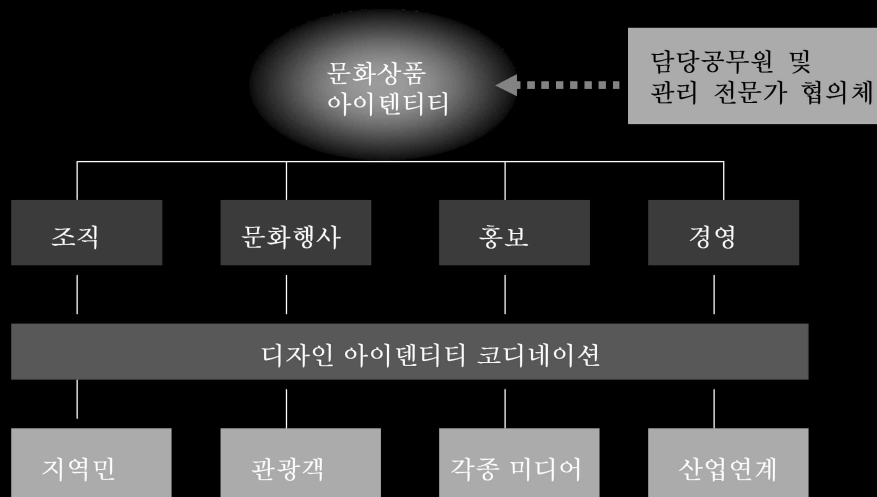 문화상품
아이텐티티
담당공무원 및
관리 전문가 협의체
조직
문화행사
홍보
경영
디자인 아이덴티티 코디네이션
지역민
관광객
각종 미디어
산업연계